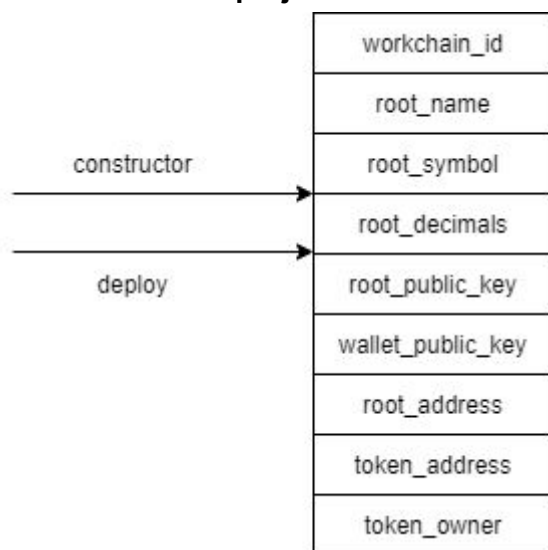 workchain_id
root_name
constructor
root_symbol
root_decimals
deploy
root_public_key
wallet_public_key
root_address
token_address
token_owner